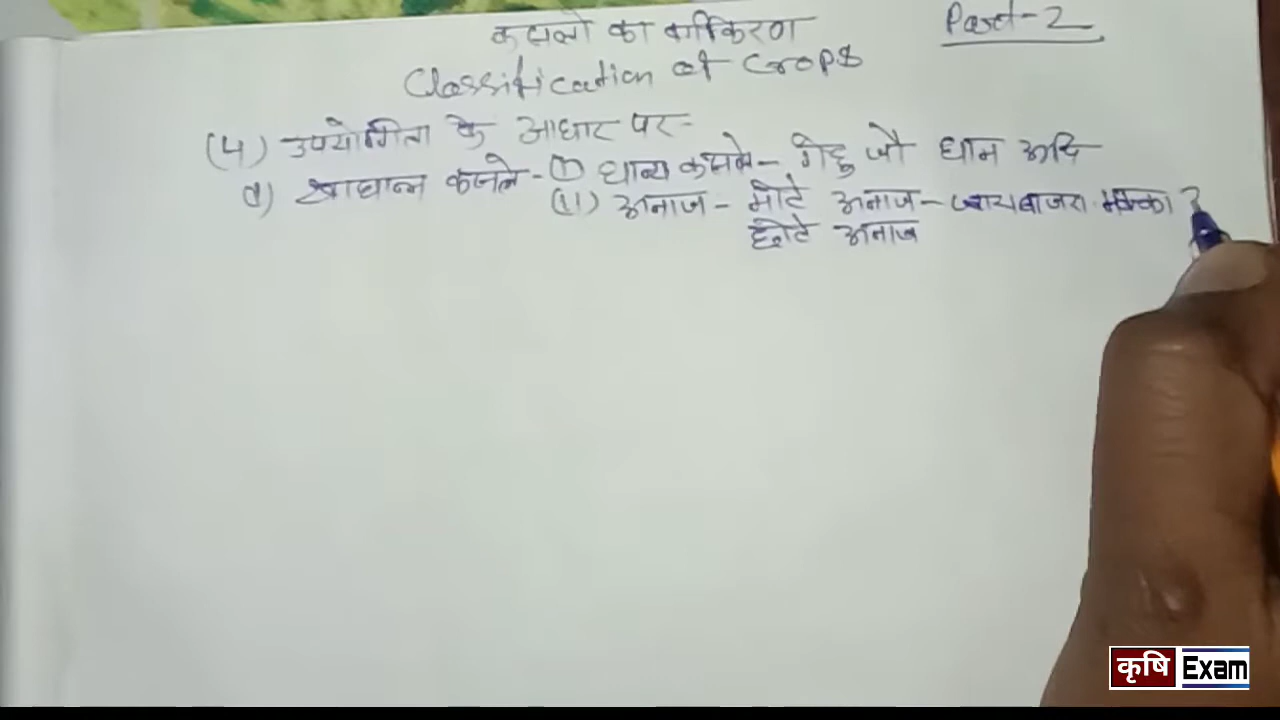 फसलो का वर्गीकरण
Part-2
Classification of Crops
(4) उपयोगिता के आधार पर -
a) खाद्यान्न फसले - (i) धान्य फसले - गेहु जौ धान आदि
(ii) अनाज - मोटे अनाज - ज्वार बाजरा मक्का
छोटे अनाज
कृषि Exam